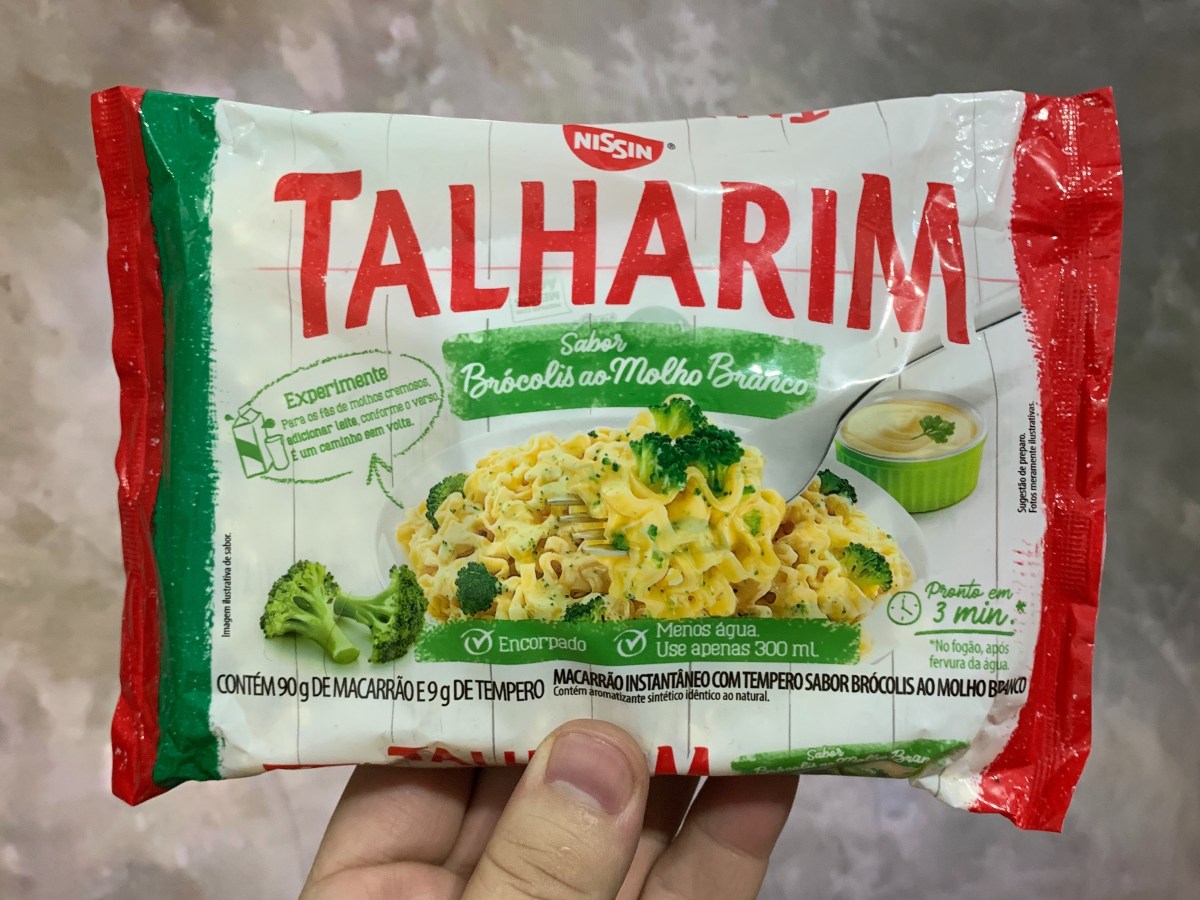 NISSIN ®
TALHARIM
Sabor
Brócolis ao Molho Branco
Experimente
Para os fãs de molhos cremosos,
adicionar leite, conforme o verso.
É um caminho sem volta.
Sugestão de preparo.
Fotos meramente ilustrativas.
Imagem ilustrativa de sabor.
Pronto em
3 min.*
*No fogão, após
fervura da água.
Encorpado
Menos água.
Use apenas 300 ml
CONTÉM 90 g DE MACARRÃO E 9 g DE TEMPERO
MACARRÃO INSTANTÂNEO COM TEMPERO SABOR BRÓCOLIS AO MOLHO BRANCO
Contém aromatizante sintético idêntico ao natural.
Sabor